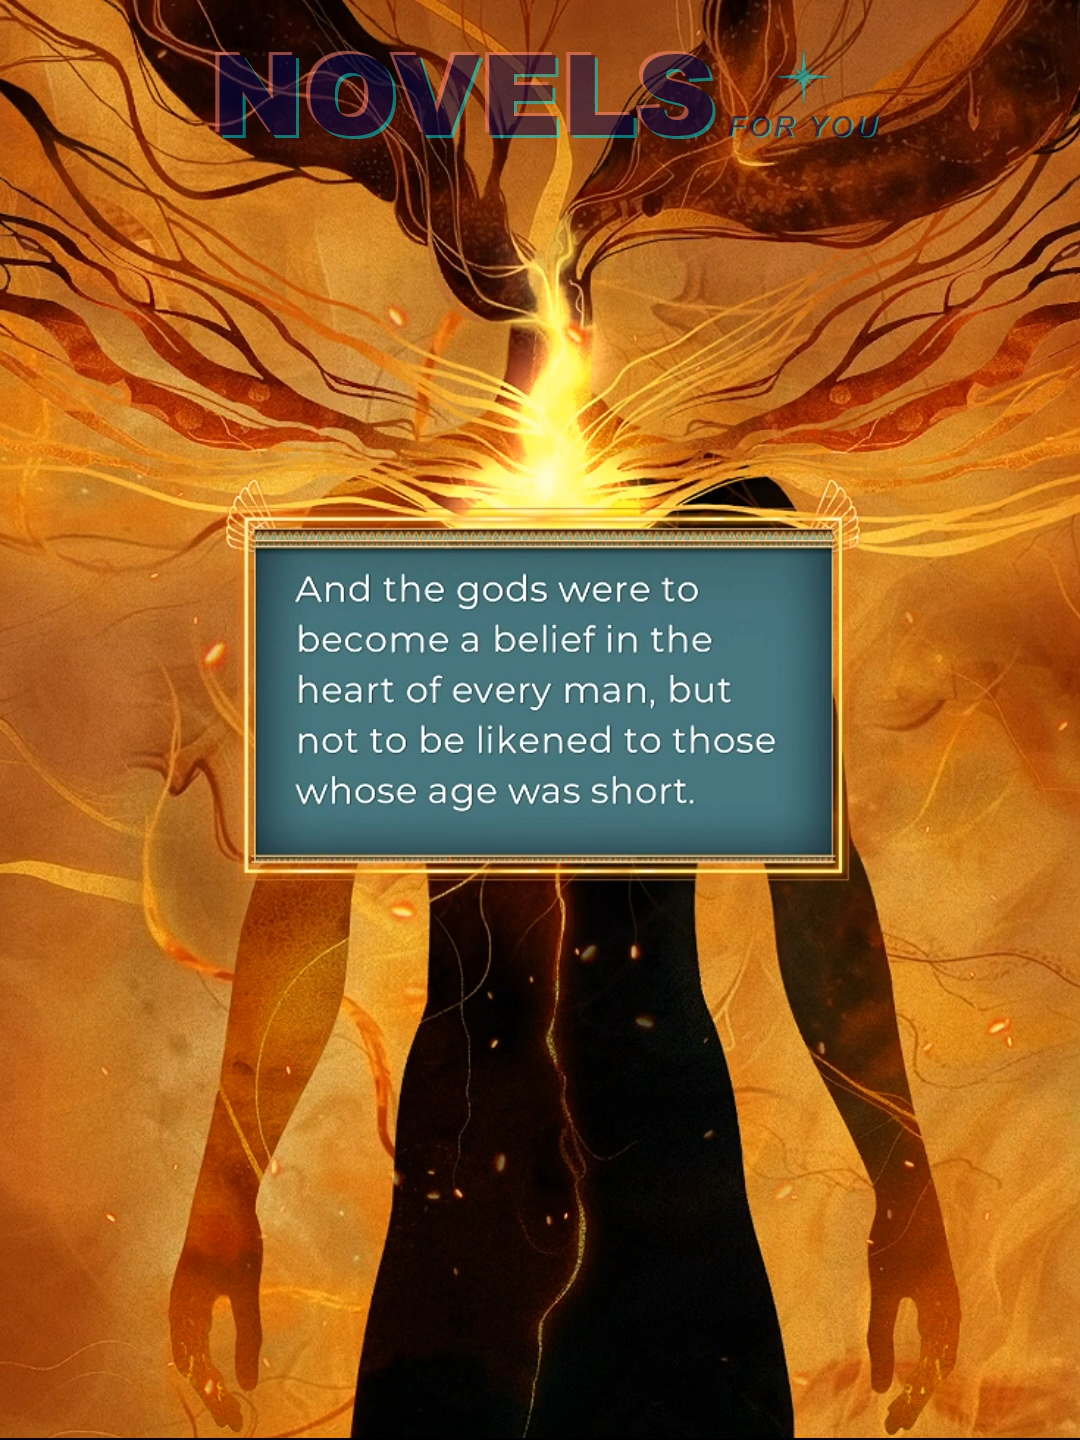 NOVELS
FOR YOU
And the gods were to
become a belief in the
heart of every man, but
not to be likened to those
whose age was short.